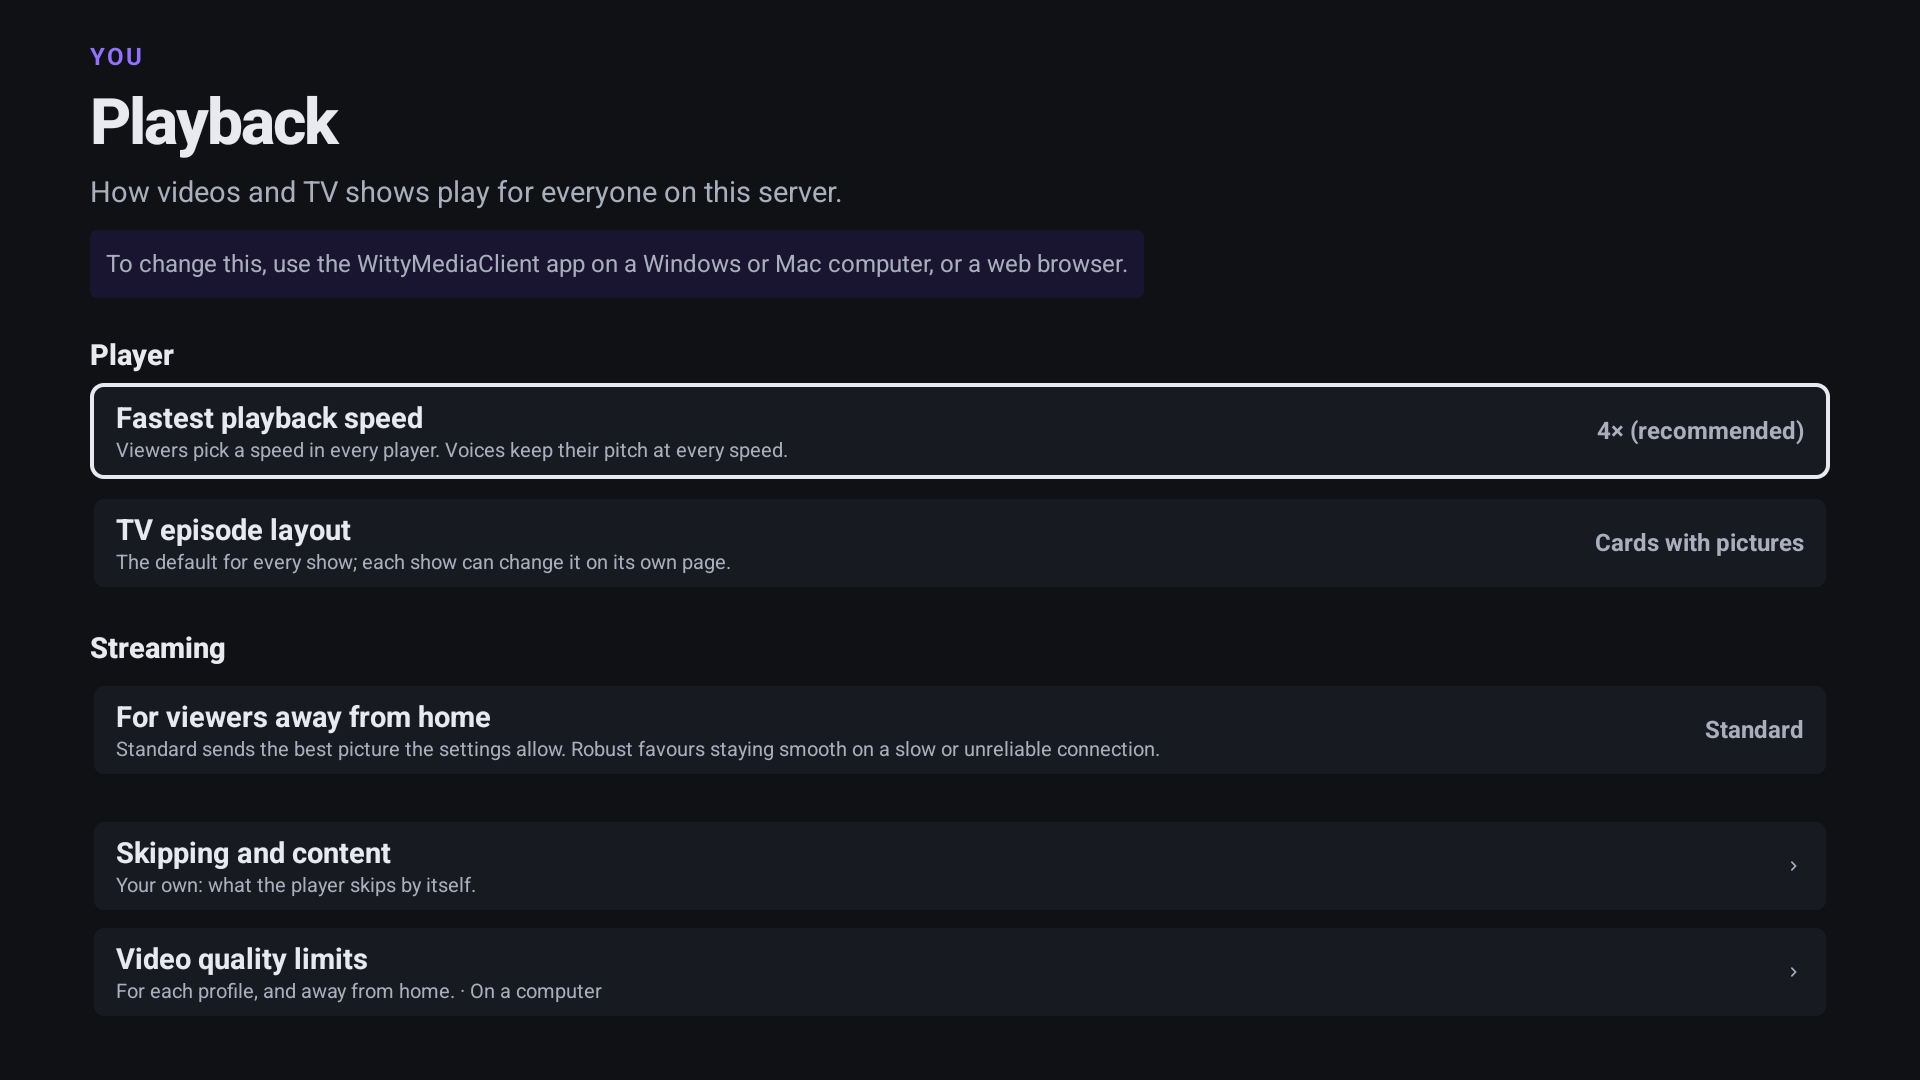 YOU
Playback
How videos and TV shows play for everyone on this server.
To change this, use the WittyMediaClient app on a Windows or Mac computer, or a web browser.
Player
Fastest playback speed
Viewers pick a speed in every player. Voices keep their pitch at every speed.
4× (recommended)
TV episode layout
The default for every show; each show can change it on its own page.
Cards with pictures
Streaming
For viewers away from home
Standard sends the best picture the settings allow. Robust favours staying smooth on a slow or unreliable connection.
Standard
Skipping and content
Your own: what the player skips by itself.
Video quality limits
For each profile, and away from home. · On a computer